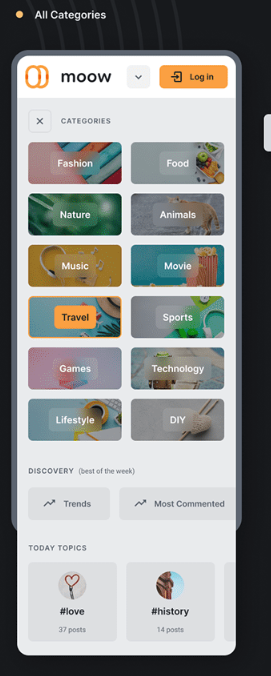 All Categories
moow
Log in
CATEGORIES
Fashion
Food
Nature
Animals
Music
Movie
Travel
Sports
Games
Technology
Lifestyle
DIY
DISCOVERY (best of the week)
Trends
Most Commented
TODAY TOPICS
#love
#history
37 posts
14 posts